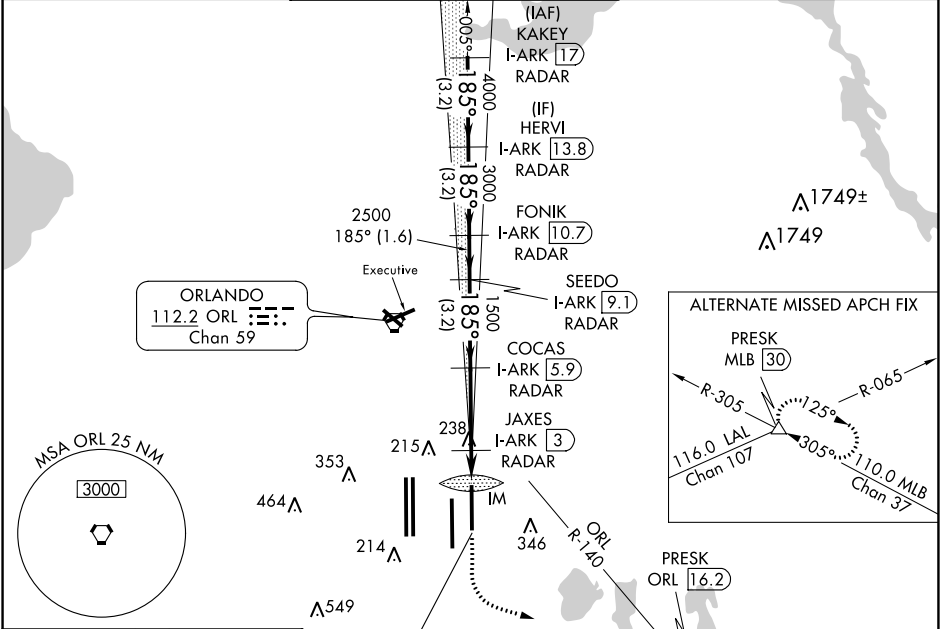 (IAF)
KAKEY
I-ARK 17
RADAR
005°
4000
185°
(3.2)
(IF)
HERVI
I-ARK 13.8
RADAR
3000
185°
(3.2)
FONIK
I-ARK 10.7
RADAR
2500
185° (1.6)
SEEDO
I-ARK 9.1
RADAR
1500
185°
(3.2)
COCAS
I-ARK 5.9
RADAR
JAXES
I-ARK 3
RADAR
1749±
1749
Executive
ORLANDO
112.2 ORL
Chan 59
ALTERNATE MISSED APCH FIX
PRESK
MLB 30
R-305
R-065
125°
305°
116.0 LAL
Chan 107
110.0 MLB
Chan 37
MSA ORL 25 NM
3000
238
215
353
464
214
549
346
IM
ORL
R-140
PRESK
ORL 16.2